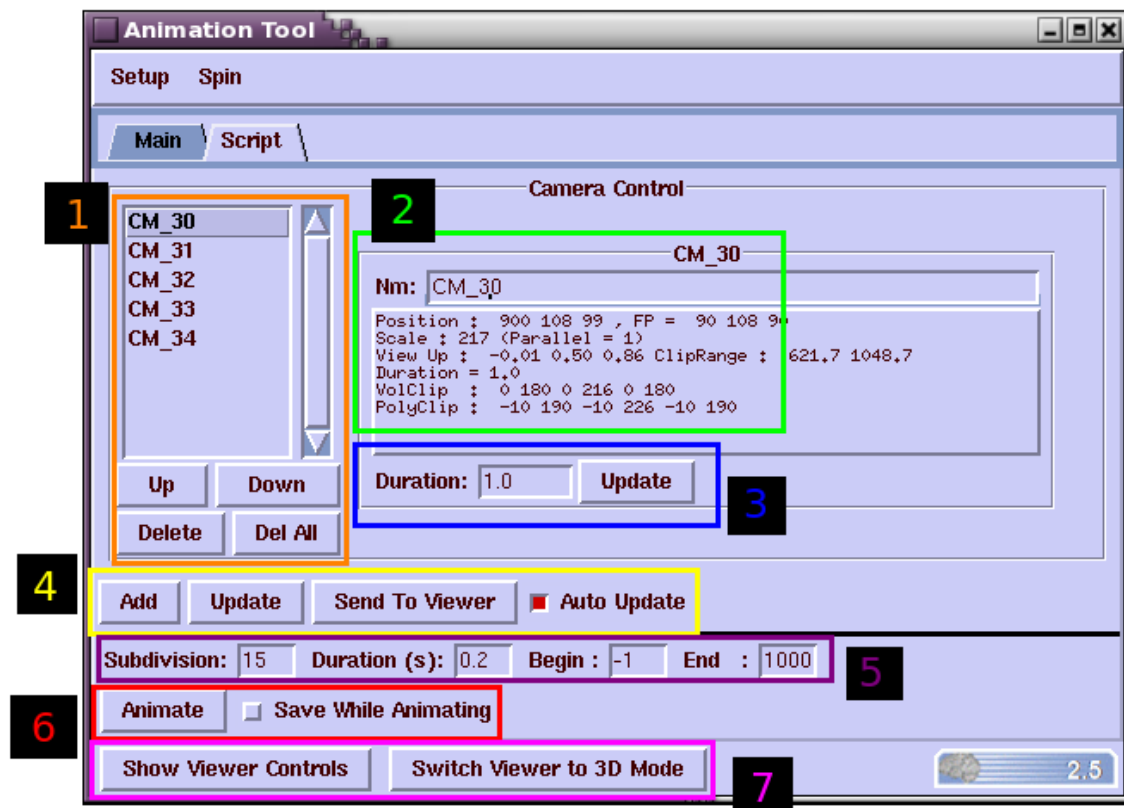 Animation Tool
Setup Spin
Main Script
Camera Control
1
2
CM_30
CM_31
CM_32
CM_33
CM_34
CM_30
Nm: CM_30
Position : 900 108 99 , FP = 90 108 90
Scale : 217 (Parallel = 1)
View Up : -0.01 0.50 0.86 ClipRange : 621.7 1048.7
Duration = 1.0
VolClip : 0 180 0 216 0 180
PolyClip : -10 190 -10 226 -10 190
Up Down
Delete Del All
Duration: 1.0 Update
3
4
Add Update Send To Viewer Auto Update
Subdivision: 15 Duration (s): 0.2 Begin : -1 End : 1000
5
6
Animate Save While Animating
Show Viewer Controls Switch Viewer to 3D Mode
7
2.5